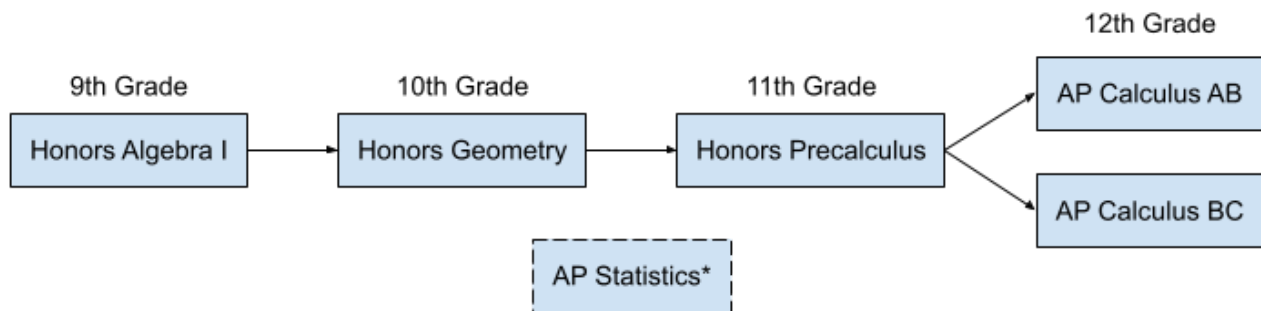 12th Grade
9th Grade
10th Grade
11th Grade
AP Calculus AB
Honors Algebra I
Honors Geometry
Honors Precalculus
AP Calculus BC
AP Statistics*